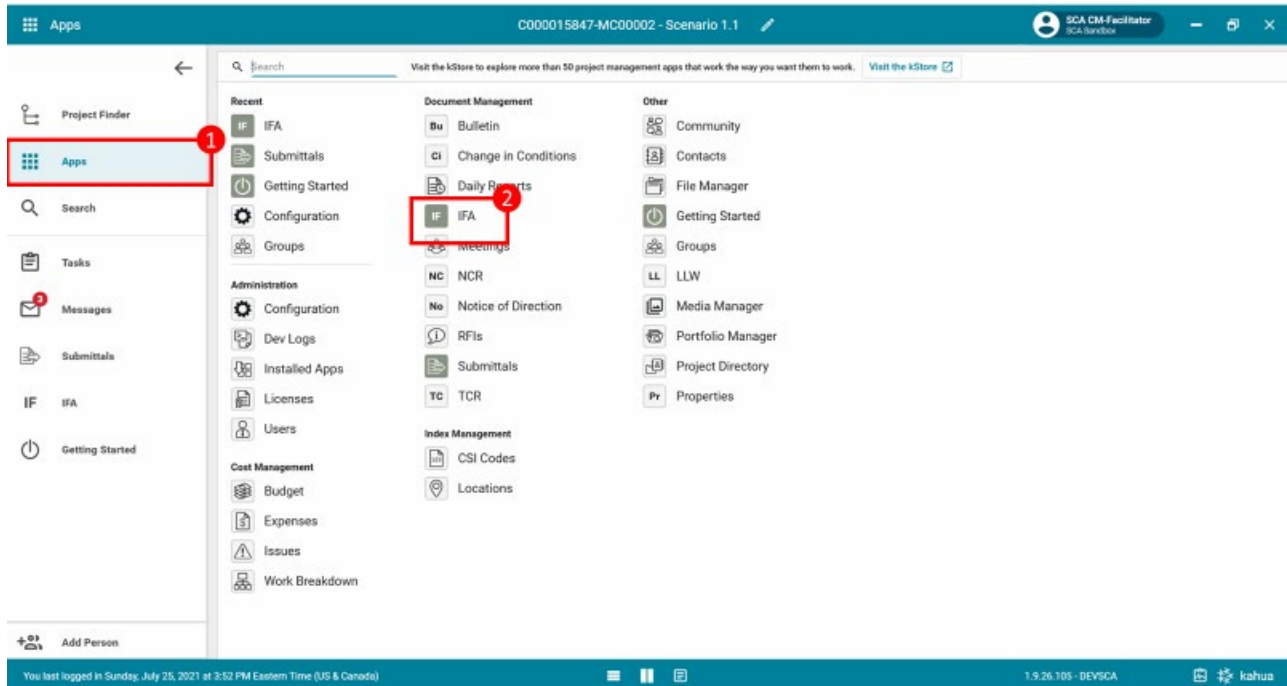 Apps
C000015847-MC00002 - Scenario 1.1
SCA CM-Facilitator
SCA Sandbox
Search
Visit the kStore to explore more than 50 project management apps that work the way you want them to work.
Visit the kStore
Project Finder
1
Apps
Search
Tasks
3
Messages
Submittals
IF IFA
Getting Started
Add Person
Recent
IF IFA
Submittals
Getting Started
Configuration
Groups
Administration
Configuration
Dev Logs
Installed Apps
Licenses
Users
Cost Management
Budget
Expenses
Issues
Work Breakdown
Document Management
Bu Bulletin
Ci Change in Conditions
Daily Reports
2
IF IFA
Meetings
NC NCR
No Notice of Direction
RFIs
Submittals
TC TCR
Index Management
CSI Codes
Locations
Other
Community
Contacts
File Manager
Getting Started
Groups
LL LLW
Media Manager
Portfolio Manager
Project Directory
Pr Properties
You last logged in Sunday, July 25, 2021 at 3:52 PM Eastern Time (US & Canada)
1.9.26.105 - DEVSCA
kahua